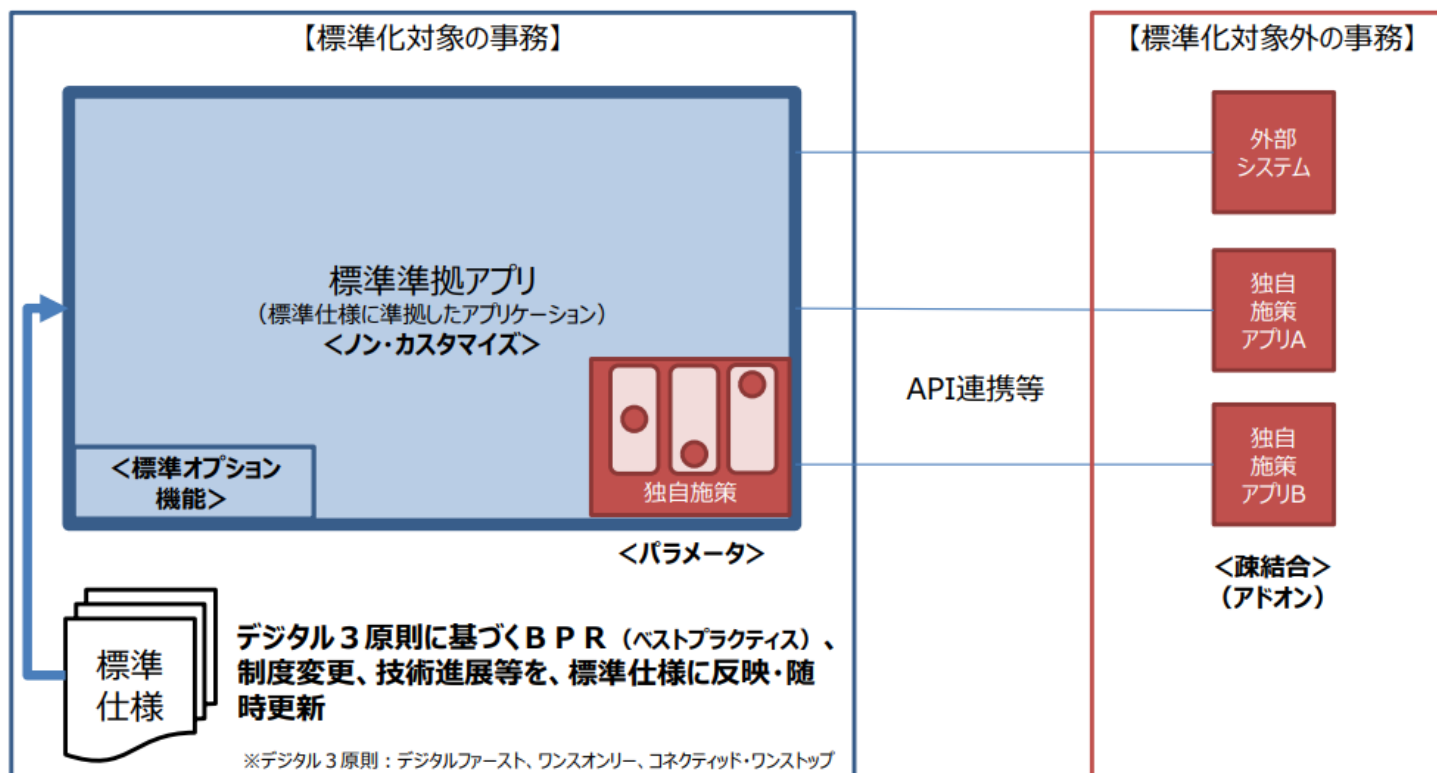 【標準化対象の事務】
標準準拠アプリ
（標準仕様に準拠したアプリケーション）
＜ノン・カスタマイズ＞
＜標準オプション
機能＞
独自施策
＜パラメータ＞
標準
仕様
デジタル３原則に基づくＢＰＲ（ベストプラクティス）、
制度変更、技術進展等を、標準仕様に反映・随
時更新
※デジタル３原則：デジタルファースト、ワンスオンリー、コネクティッド・ワンストップ
API連携等
【標準化対象外の事務】
外部
システム
独自
施策
アプリA
独自
施策
アプリB
＜疎結合＞
（アドオン）